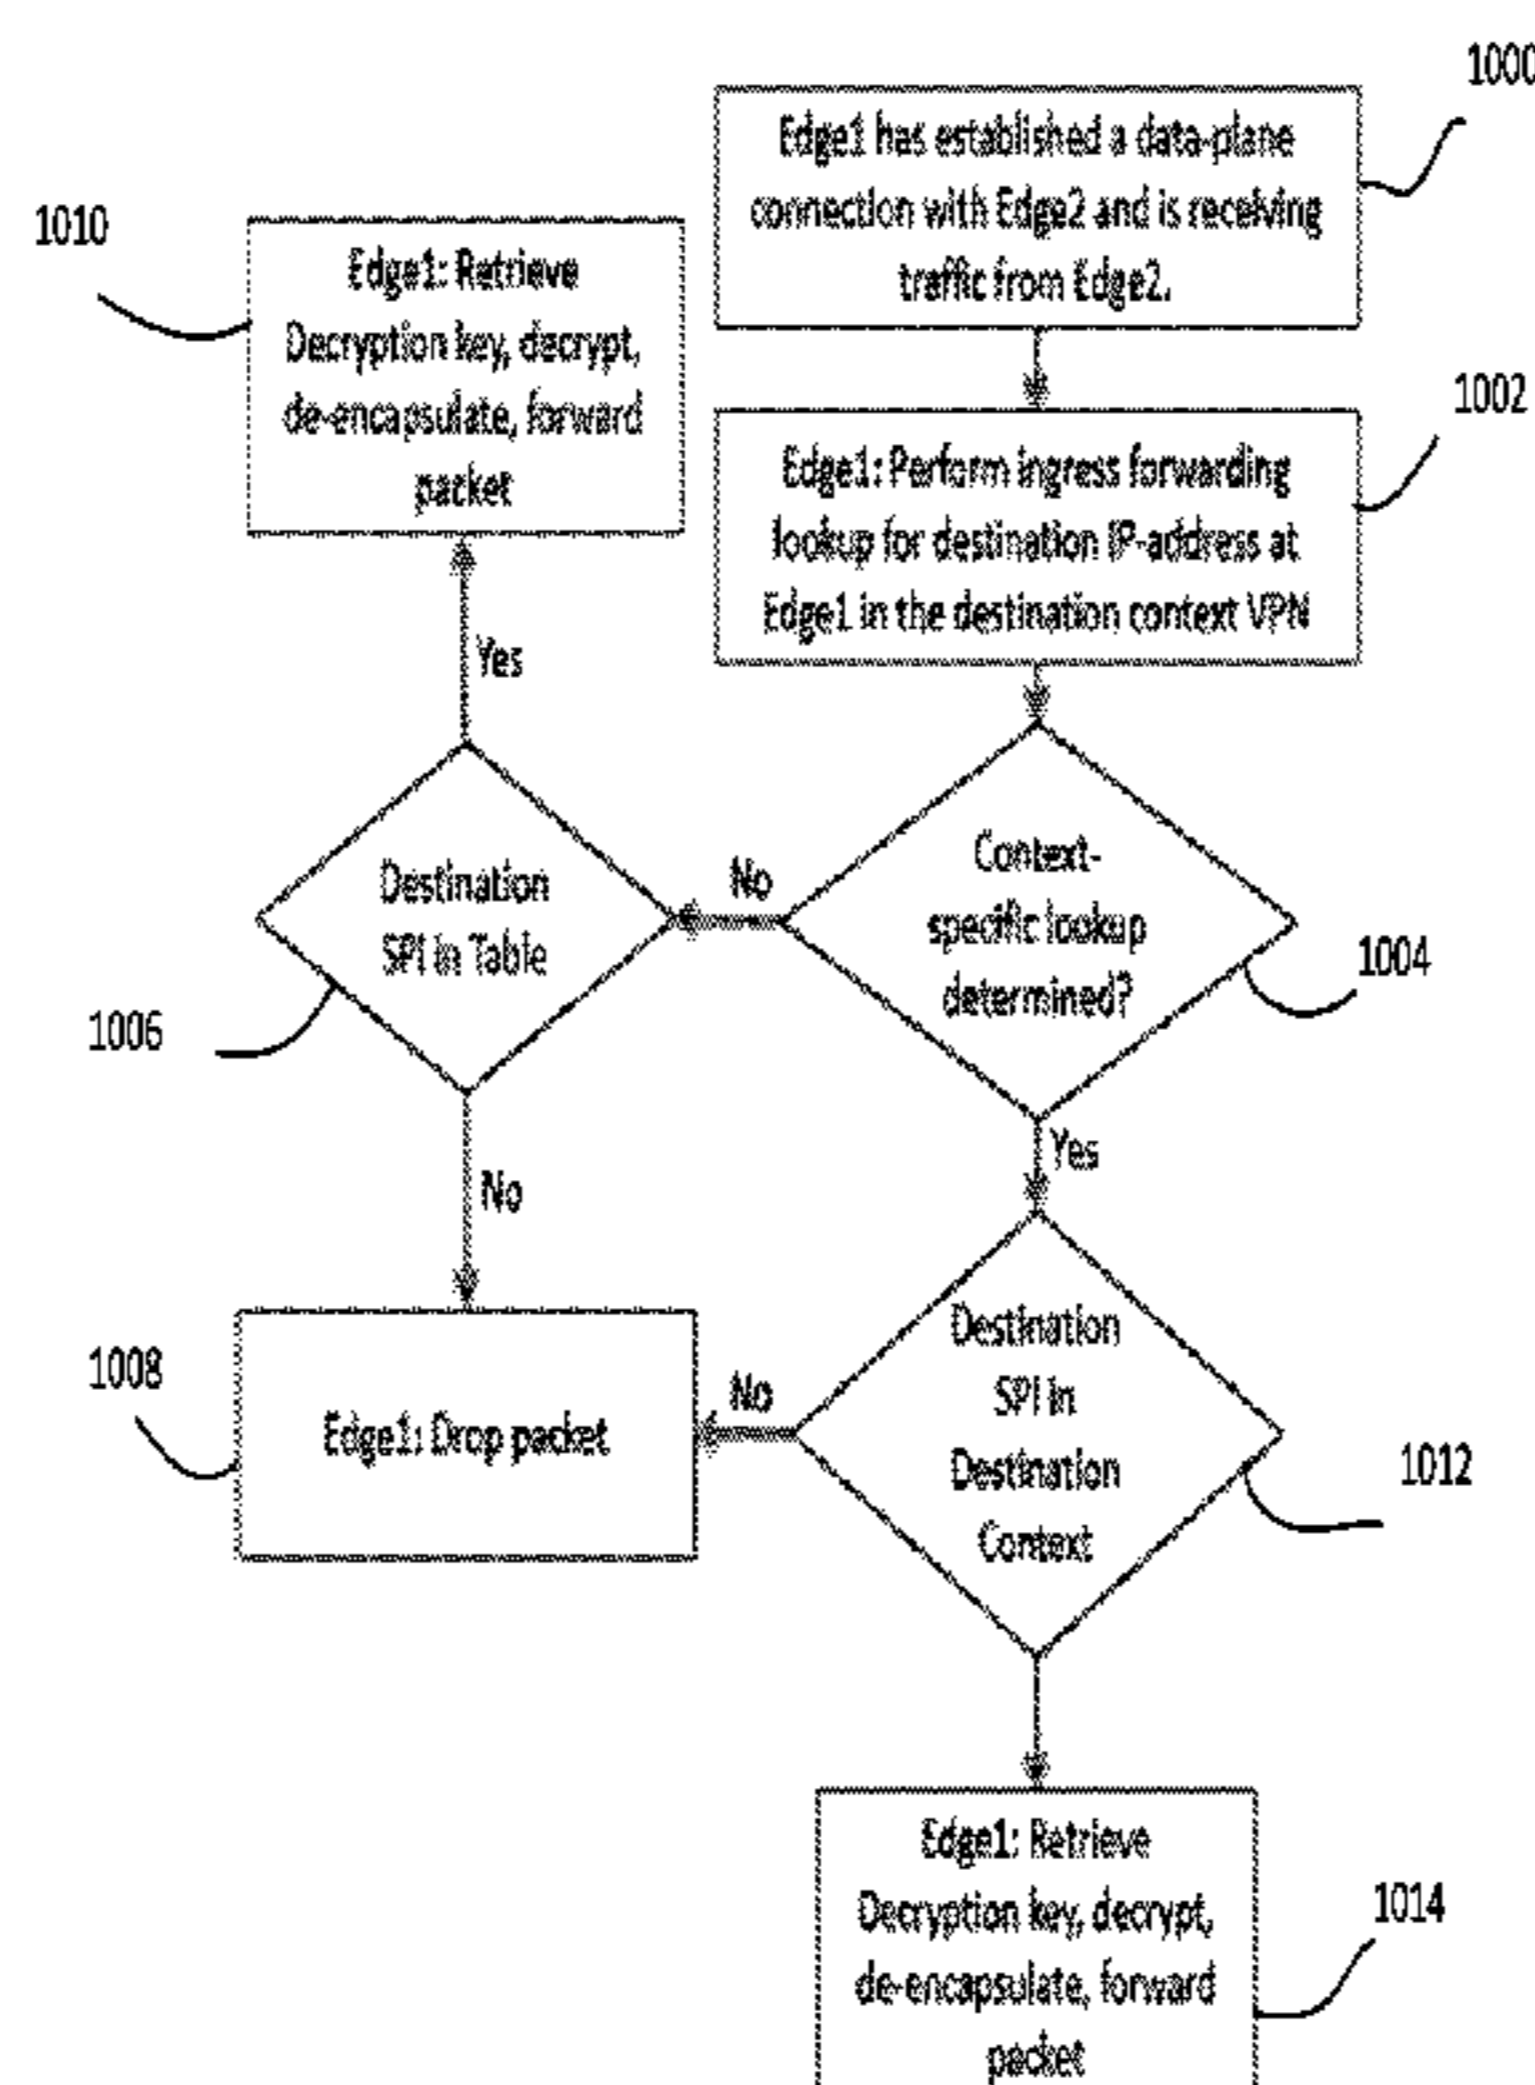 1000
Edge1 has established a data-plane
connection with Edge2 and is receiving
traffic from Edge2.
1010
Edge1: Retrieve
Decryption key, decrypt,
de-encapsulate, forward
packet
1002
Edge1: Perform ingress forwarding
lookup for destination IP-address at
Edge1 in the destination context VPN
Yes
Destination
SPI in Table
1006
No
Context-
specific lookup
determined?
1004
No
Yes
1008
Edge1: Drop packet
No
Destination
SPI in
Destination
Context
1012
Edge1: Retrieve
Decryption key, decrypt,
de-encapsulate, forward
packet
1014